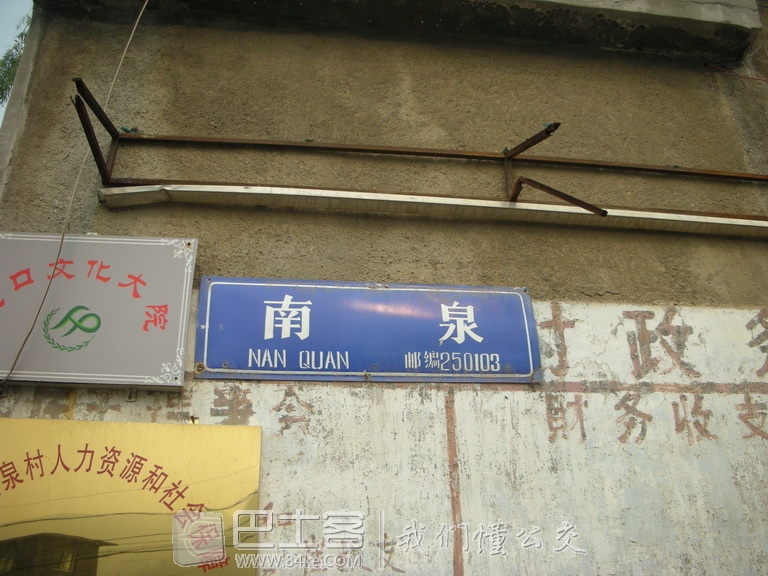 口文化大院
南泉
NAN QUAN 邮编250103
村政务
财务收支
泉村人力资源和社会保障
巴士客 我们懂公交
www.84ke.com